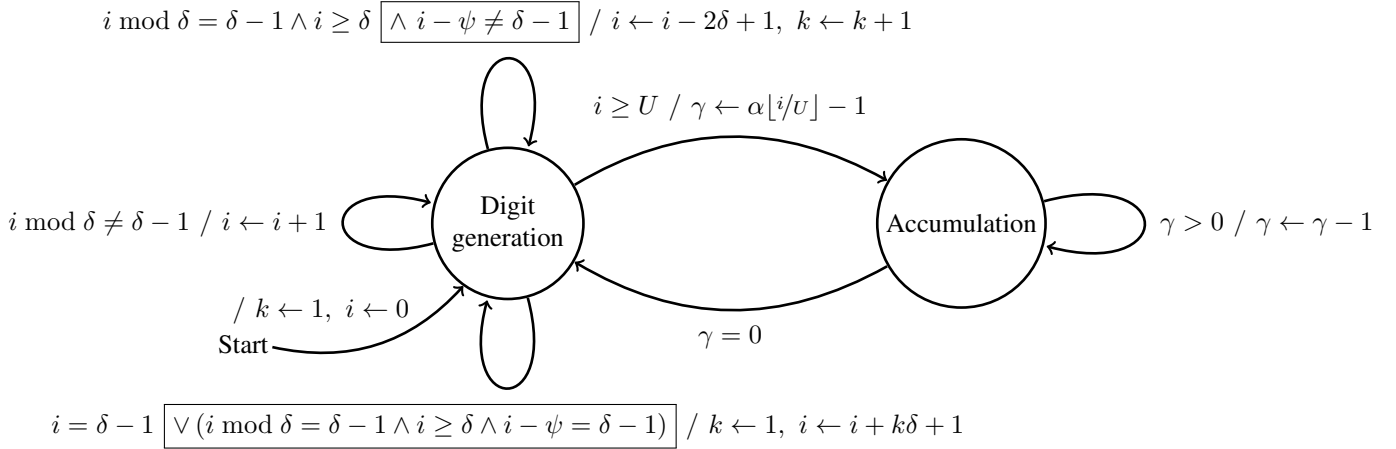 i mod δ = δ − 1 ∧ i ≥ δ ∧ i − ψ ≠ δ − 1 / i ← i − 2δ + 1, k ← k + 1
i ≥ U / γ ← α⌊i/U⌋ − 1
i mod δ ≠ δ − 1 / i ← i + 1
Digit
generation
Accumulation
γ > 0 / γ ← γ − 1
/ k ← 1, i ← 0
Start
γ = 0
i = δ − 1 ∨ (i mod δ = δ − 1 ∧ i ≥ δ ∧ i − ψ = δ − 1) / k ← 1, i ← i + kδ + 1